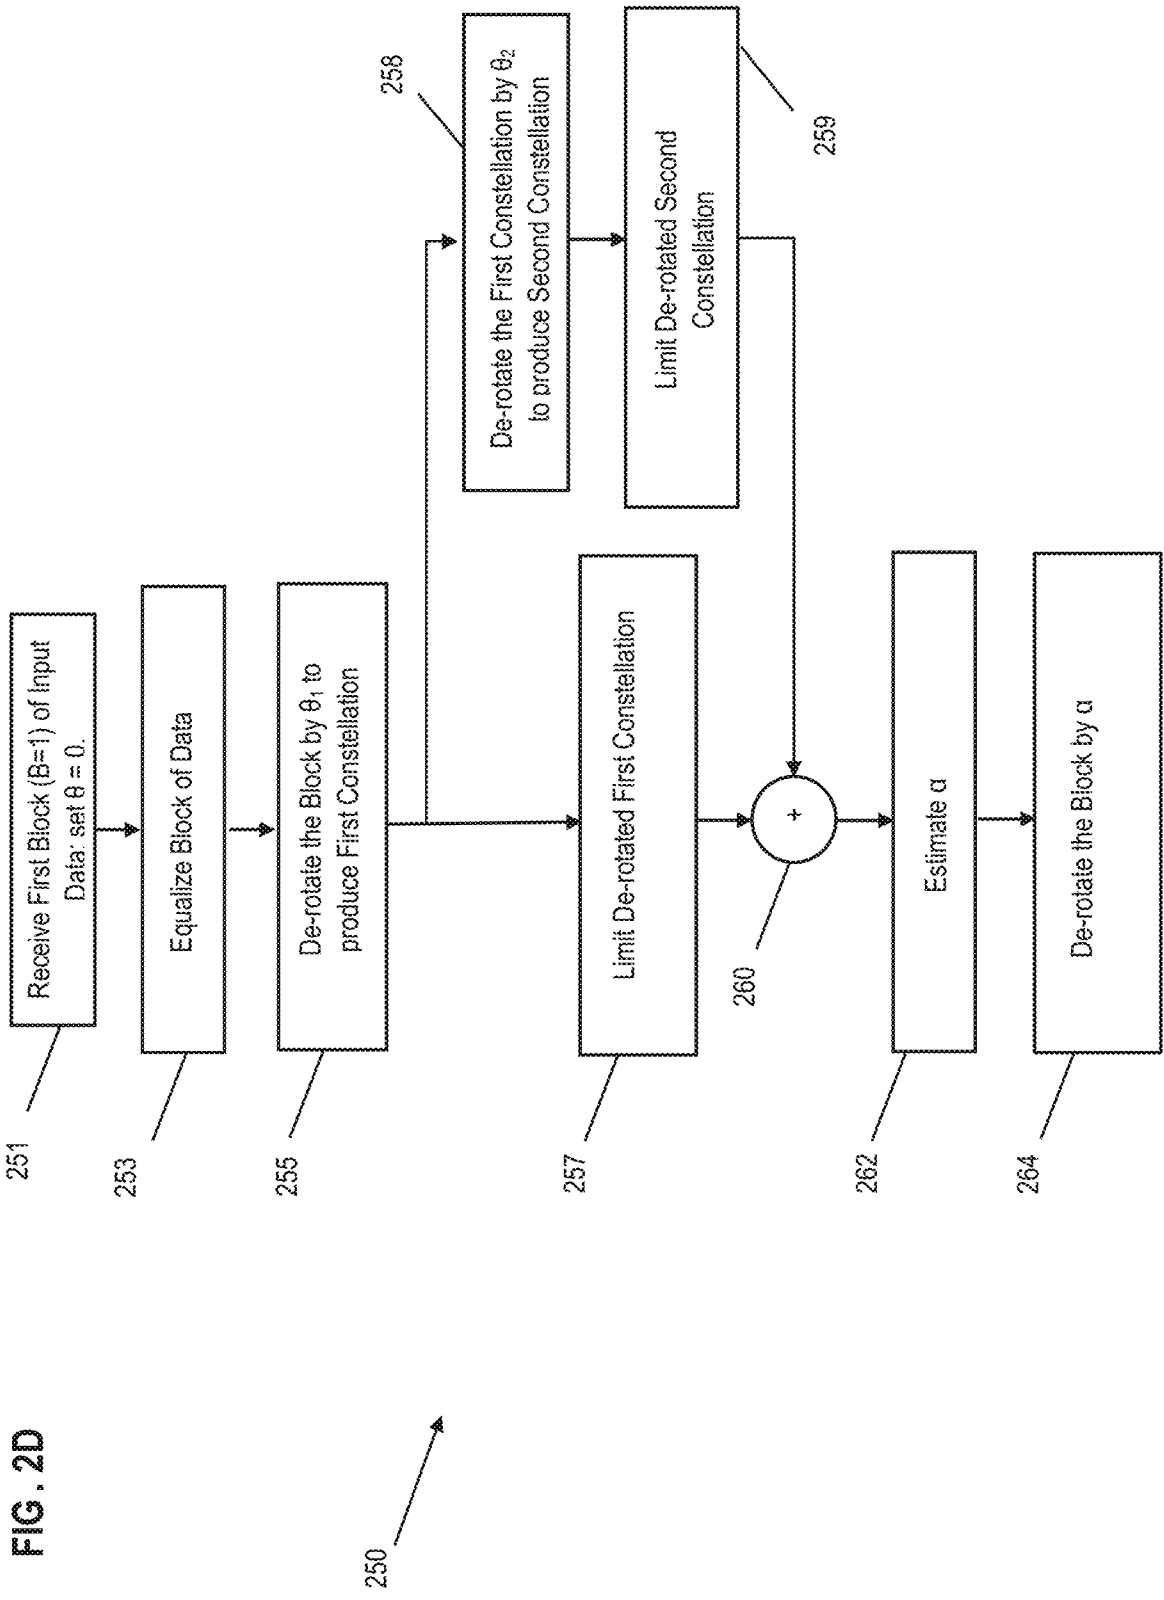 FIG. 2D
250
251
Receive First Block (B=1) of Input
Data: set θ = 0.
253
Equalize Block of Data
255
De-rotate the Block by θ₁ to
produce First Constellation
258
De-rotate the First Constellation by θ₂
to produce Second Constellation
257
Limit De-rotated First Constellation
259
Limit De-rotated Second
Constellation
260
+
262
Estimate α
264
De-rotate the Block by α